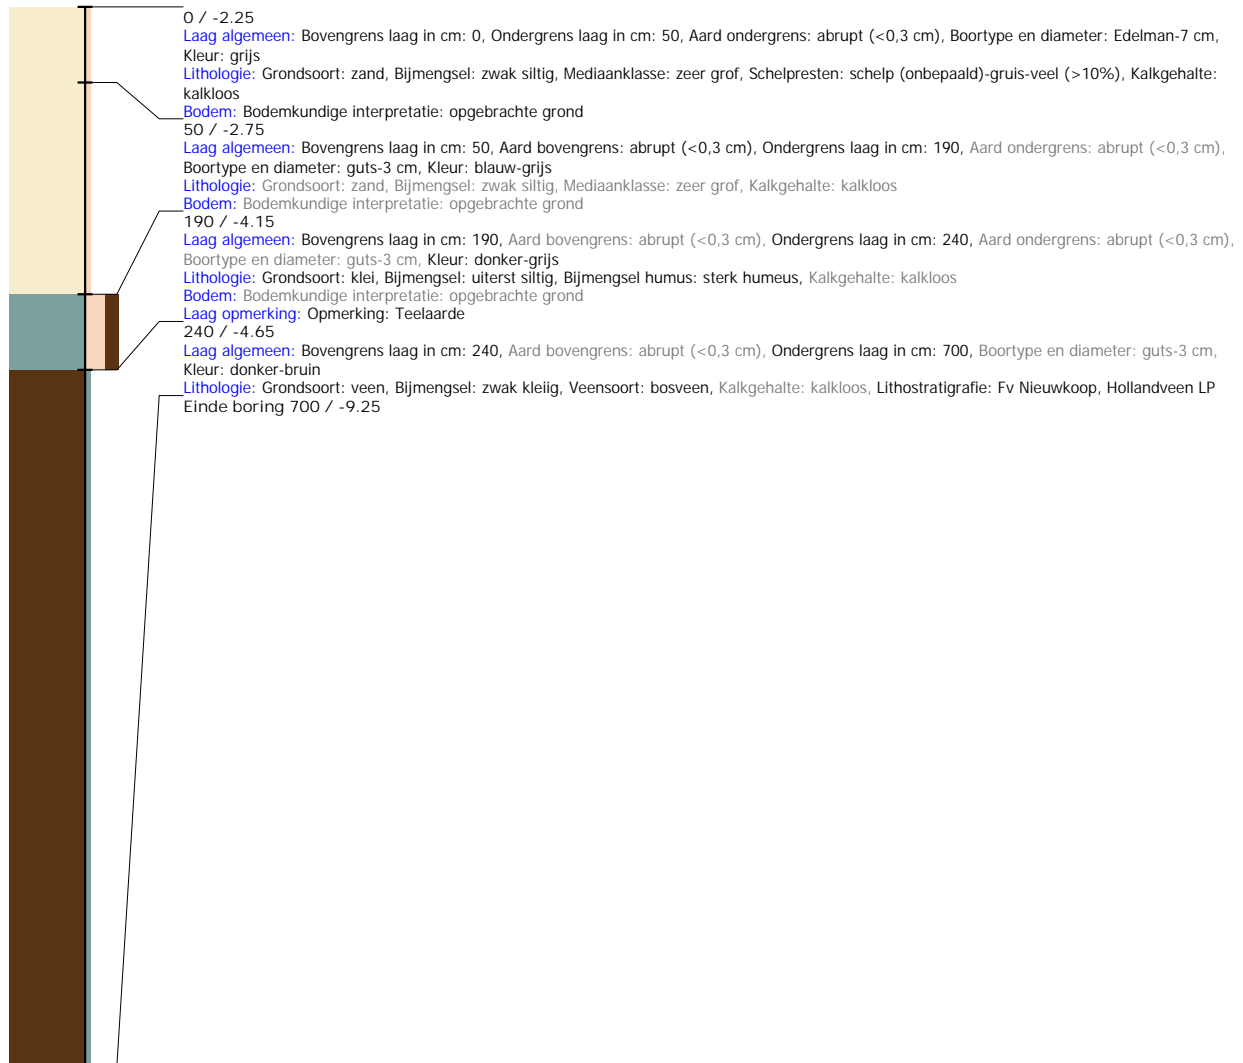 0 / -2.25
Laag algemeen: Bovengrens laag in cm: 0, Ondergrens laag in cm: 50, Aard ondergrens: abrupt (<0,3 cm), Boortype en diameter: Edelman-7 cm,
Kleur: grijs
Lithologie: Grondsoort: zand, Bijmengsel: zwak siltig, Mediaanklasse: zeer grof, Schelpresten: schelp (onbepaald)-gruis-veel (>10%), Kalkgehalte:
kalkloos
Bodem: Bodemkundige interpretatie: opgebrachte grond
50 / -2.75
Laag algemeen: Bovengrens laag in cm: 50, Aard bovengrens: abrupt (<0,3 cm), Ondergrens laag in cm: 190, Aard ondergrens: abrupt (<0,3 cm),
Boortype en diameter: guts-3 cm, Kleur: blauw-grijs
Lithologie: Grondsoort: zand, Bijmengsel: zwak siltig, Mediaanklasse: zeer grof, Kalkgehalte: kalkloos
Bodem: Bodemkundige interpretatie: opgebrachte grond
190 / -4.15
Laag algemeen: Bovengrens laag in cm: 190, Aard bovengrens: abrupt (<0,3 cm), Ondergrens laag in cm: 240, Aard ondergrens: abrupt (<0,3 cm),
Boortype en diameter: guts-3 cm, Kleur: donker-grijs
Lithologie: Grondsoort: klei, Bijmengsel: uiterst siltig, Bijmengsel humus: sterk humeus, Kalkgehalte: kalkloos
Bodem: Bodemkundige interpretatie: opgebrachte grond
Laag opmerking: Opmerking: Teelaarde
240 / -4.65
Laag algemeen: Bovengrens laag in cm: 240, Aard bovengrens: abrupt (<0,3 cm), Ondergrens laag in cm: 700, Boortype en diameter: guts-3 cm,
Kleur: donker-bruin
Lithologie: Grondsoort: veen, Bijmengsel: zwak kleiig, Veensoort: bosveen, Kalkgehalte: kalkloos, Lithostratigrafie: Fv Nieuwkoop, Hollandveen LP
Einde boring 700 / -9.25